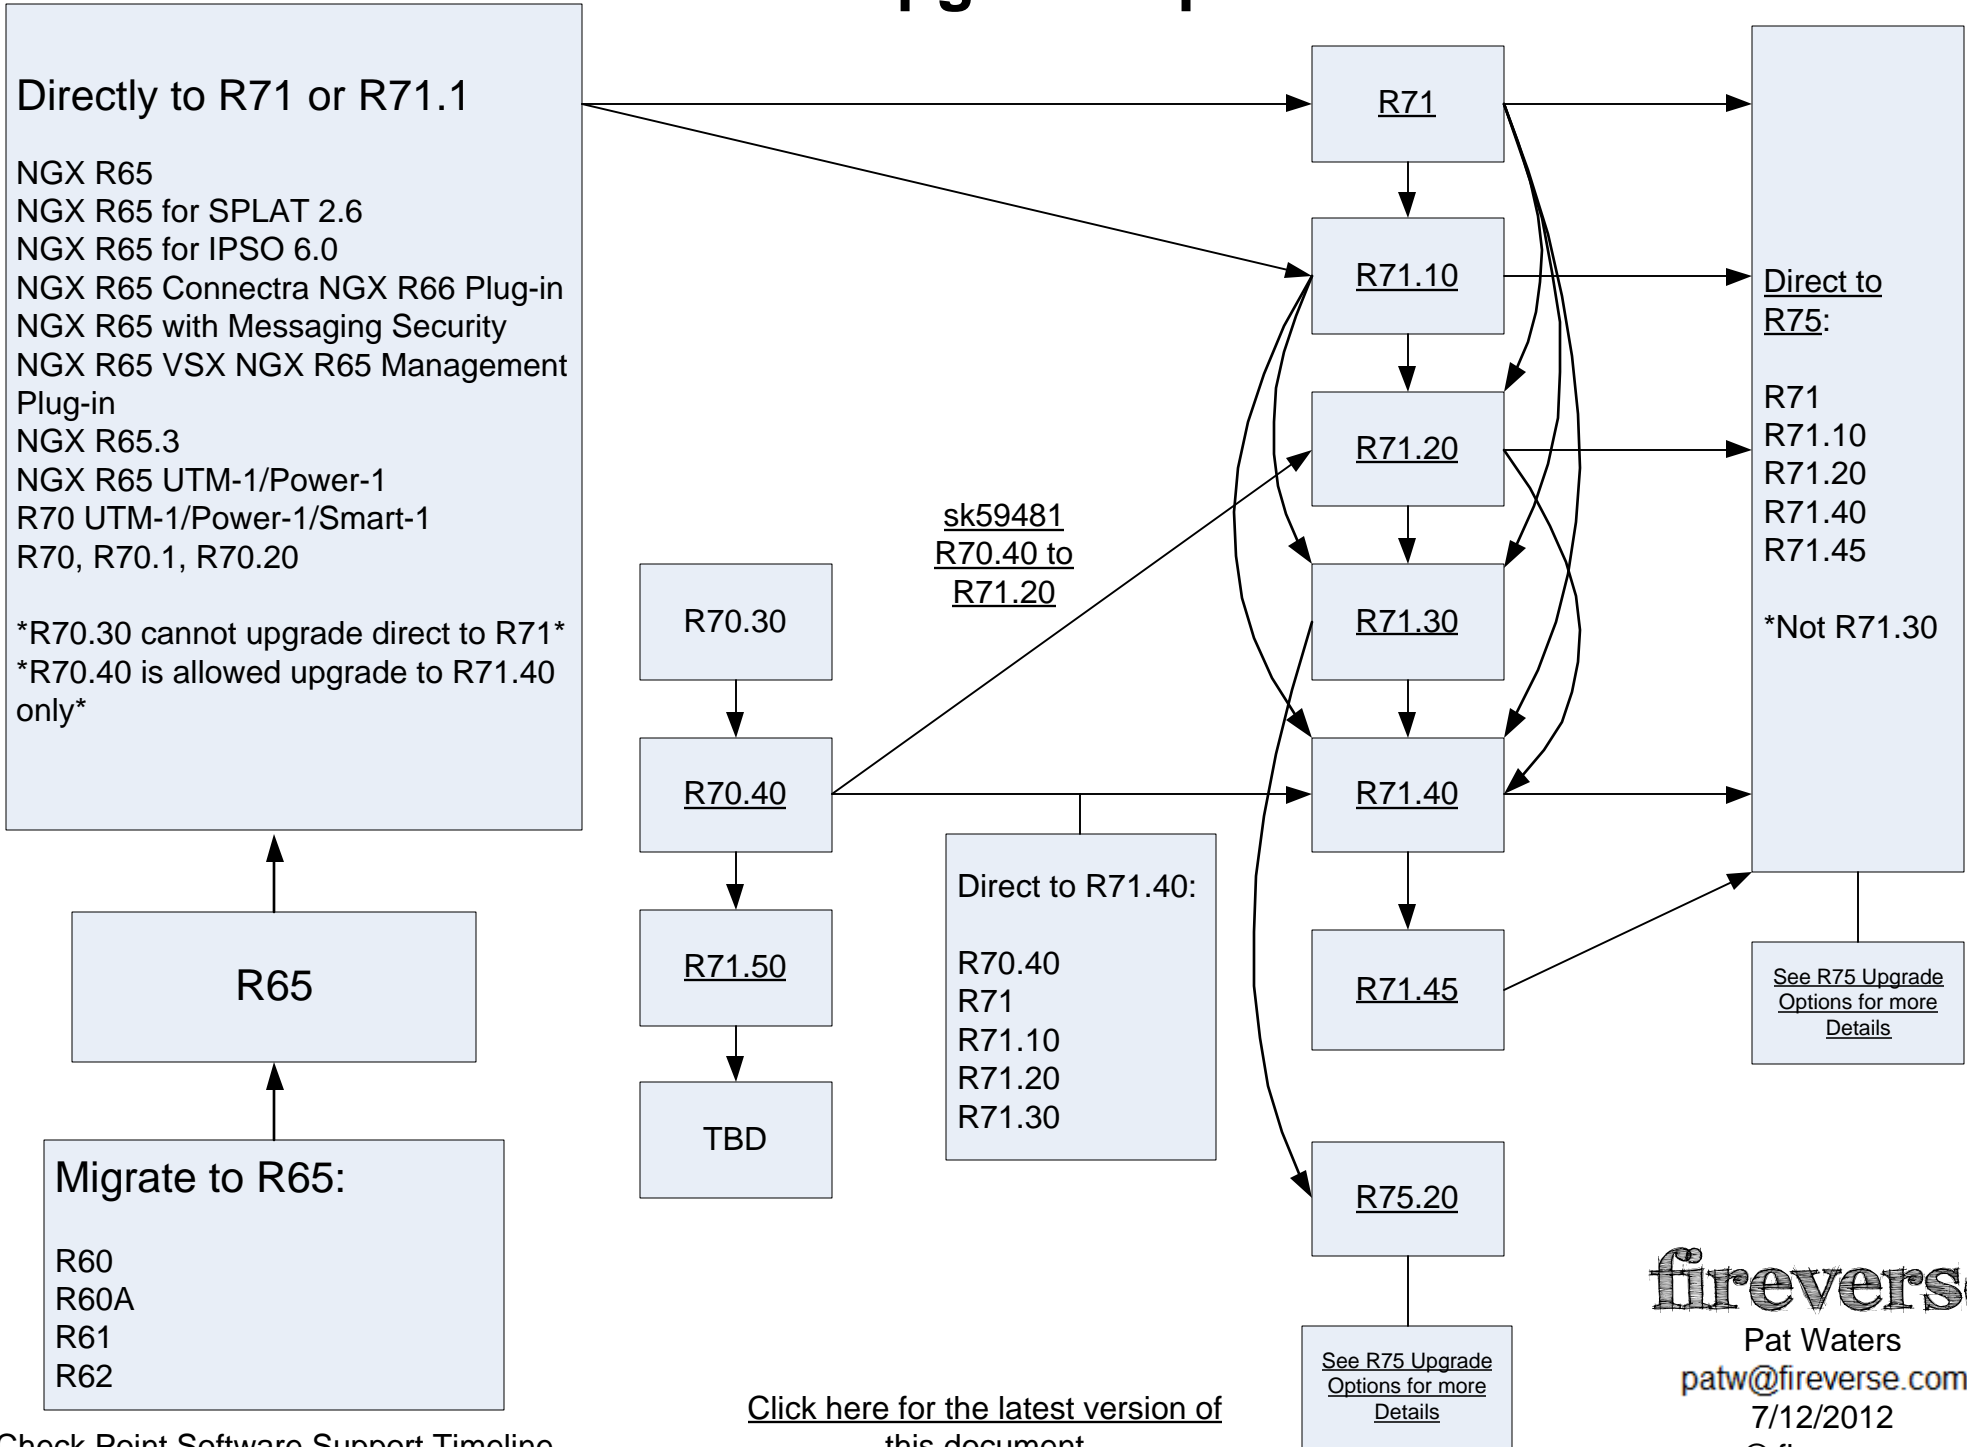 Directly to R71 or R71.1
NGX R65
NGX R65 for SPLAT 2.6
NGX R65 for IPSO 6.0
NGX R65 Connectra NGX R66 Plug-in
NGX R65 with Messaging Security
NGX R65 VSX NGX R65 Management
Plug-in
NGX R65.3
NGX R65 UTM-1/Power-1
R70 UTM-1/Power-1/Smart-1
R70, R70.1, R70.20
*R70.30 cannot upgrade direct to R71*
*R70.40 is allowed upgrade to R71.40
only*
R65
Migrate to R65:
R60
R60A
R61
R62
Check Point Software Support Timeline
R70.30
R70.40
R71.50
TBD
sk59481
R70.40 to
R71.20
Direct to R71.40:
R70.40
R71
R71.10
R71.20
R71.30
Click here for the latest version of
this document
R71
R71.10
R71.20
R71.30
R71.40
R71.45
R75.20
See R75 Upgrade
Options for more
Details
Direct to
R75:
R71
R71.10
R71.20
R71.40
R71.45
*Not R71.30
See R75 Upgrade
Options for more
Details
firevers
Pat Waters
patw@fireverse.com
7/12/2012